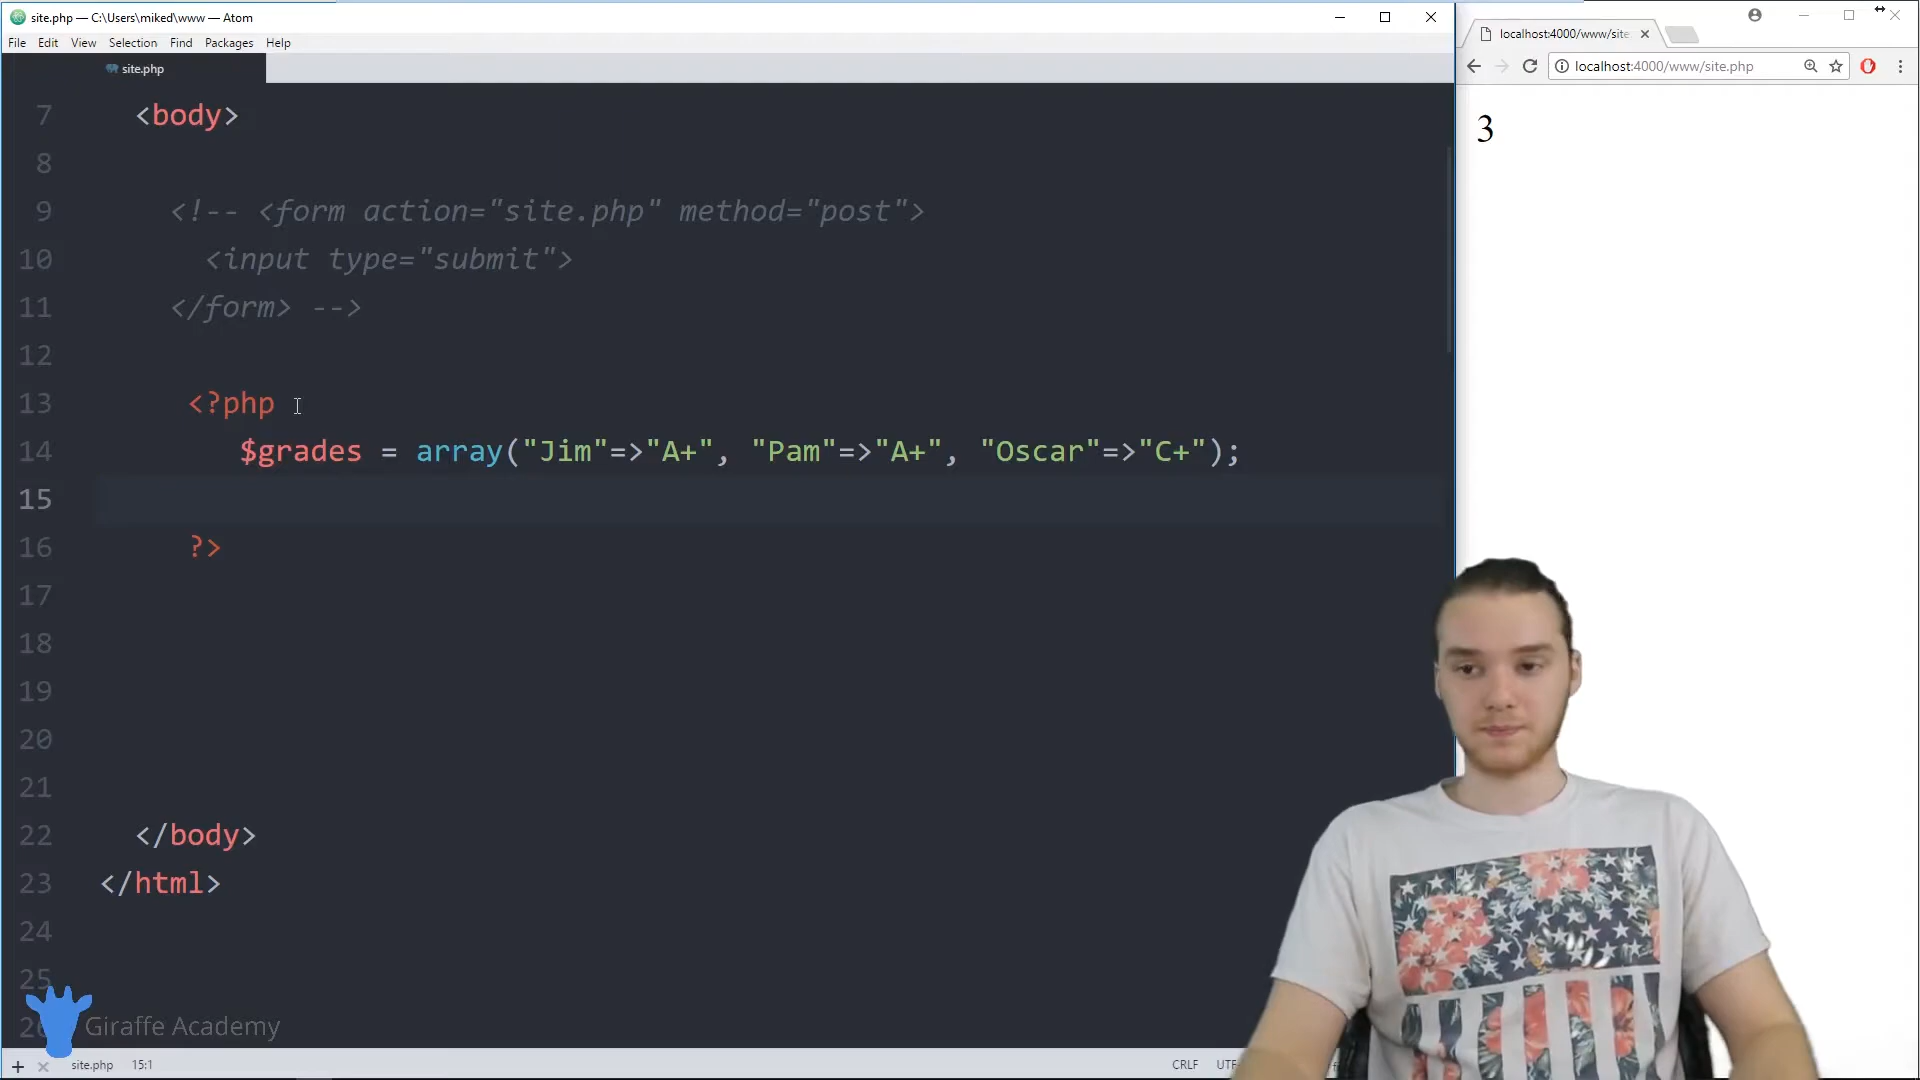 site.php — C:\Users\miked\www — Atom
File Edit View Selection Find Packages Help
site.php
7 <body>
8
9 <!-- <form action="site.php" method="post">
10 <input type="submit">
11 </form> -->
12
13 <?php
14 $grades = array("Jim"=>"A+", "Pam"=>"A+", "Oscar"=>"C+");
15
16 ?>
17
18
19
20
21
22 </body>
23 </html>
24
25
Giraffe Academy
site.php 15:1 CRLF
localhost:4000/www/site
localhost:4000/www/site.php
3